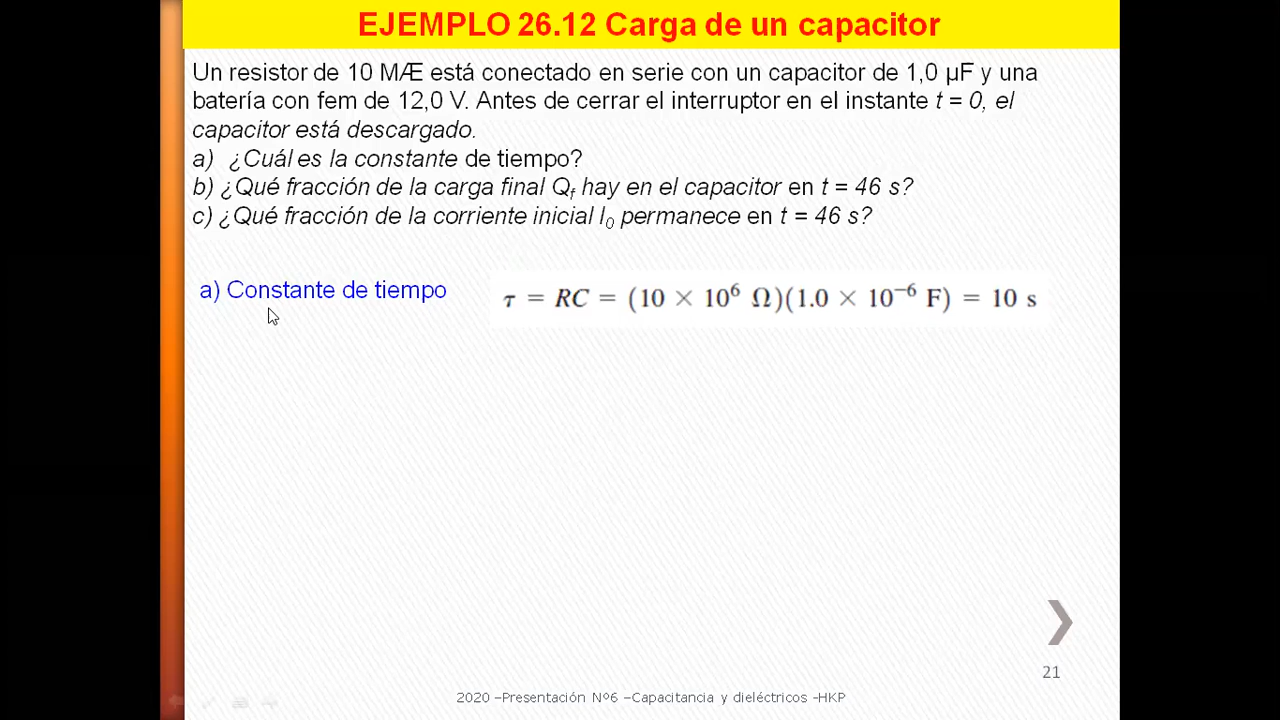 EJEMPLO 26.12 Carga de un capacitor
Un resistor de 10 MÆ está conectado en serie con un capacitor de 1,0 µF y una
batería con fem de 12,0 V. Antes de cerrar el interruptor en el instante t = 0, el
capacitor está descargado.
a) ¿Cuál es la constante de tiempo?
b) ¿Qué fracción de la carga final Qf hay en el capacitor en t = 46 s?
c) ¿Qué fracción de la corriente inicial I0 permanece en t = 46 s?
a) Constante de tiempo
τ = RC = (10 × 10⁶ Ω)(1.0 × 10⁻⁶ F) = 10 s
21
2020 –Presentación Nº6 –Capacitancia y dieléctricos -HKP